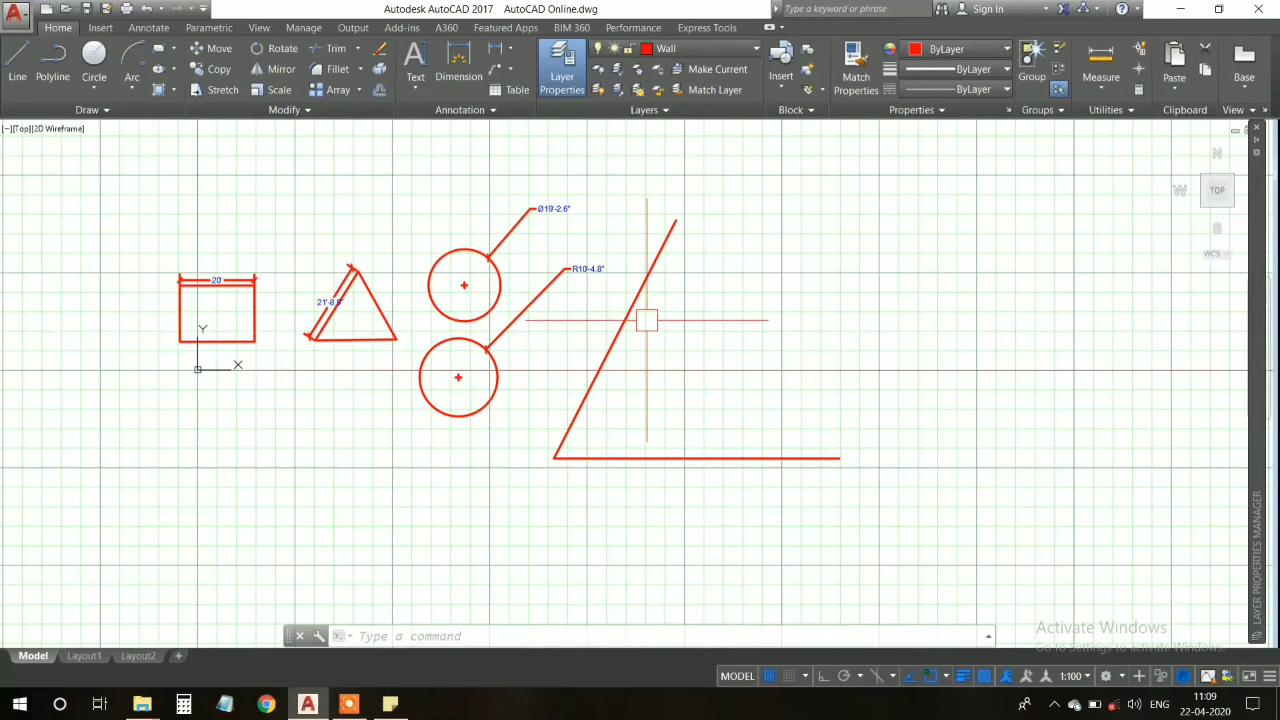 Autodesk AutoCAD 2017 AutoCAD Online.dwg
Type a keyword or phrase
Sign In
Home Insert Annotate Parametric View Manage Output Add-ins A360 Featured Apps BIM 360 Performance Express Tools
Line Polyline Circle Arc
Move Rotate Trim
Copy Mirror Fillet
Stretch Scale Array
Text Dimension
Table
Layer Properties
Wall
Make Current
Match Layer
Insert
Match Properties
ByLayer
ByLayer
ByLayer
Group
Measure
Paste
Base
Draw Modify Annotation Layers Block Properties Groups Utilities Clipboard View
[−][Top][2D Wireframe]
N
W TOP
S
WCS
Ø19'-2.6"
R10'-4.8"
20'
Y
X
LAYER PROPERTIES MANAGER
Type a command
Activate Windows
Go to Settings to activate Windows.
Model Layout1 Layout2 +
MODEL
1:100
ENG
11:09
22-04-2020